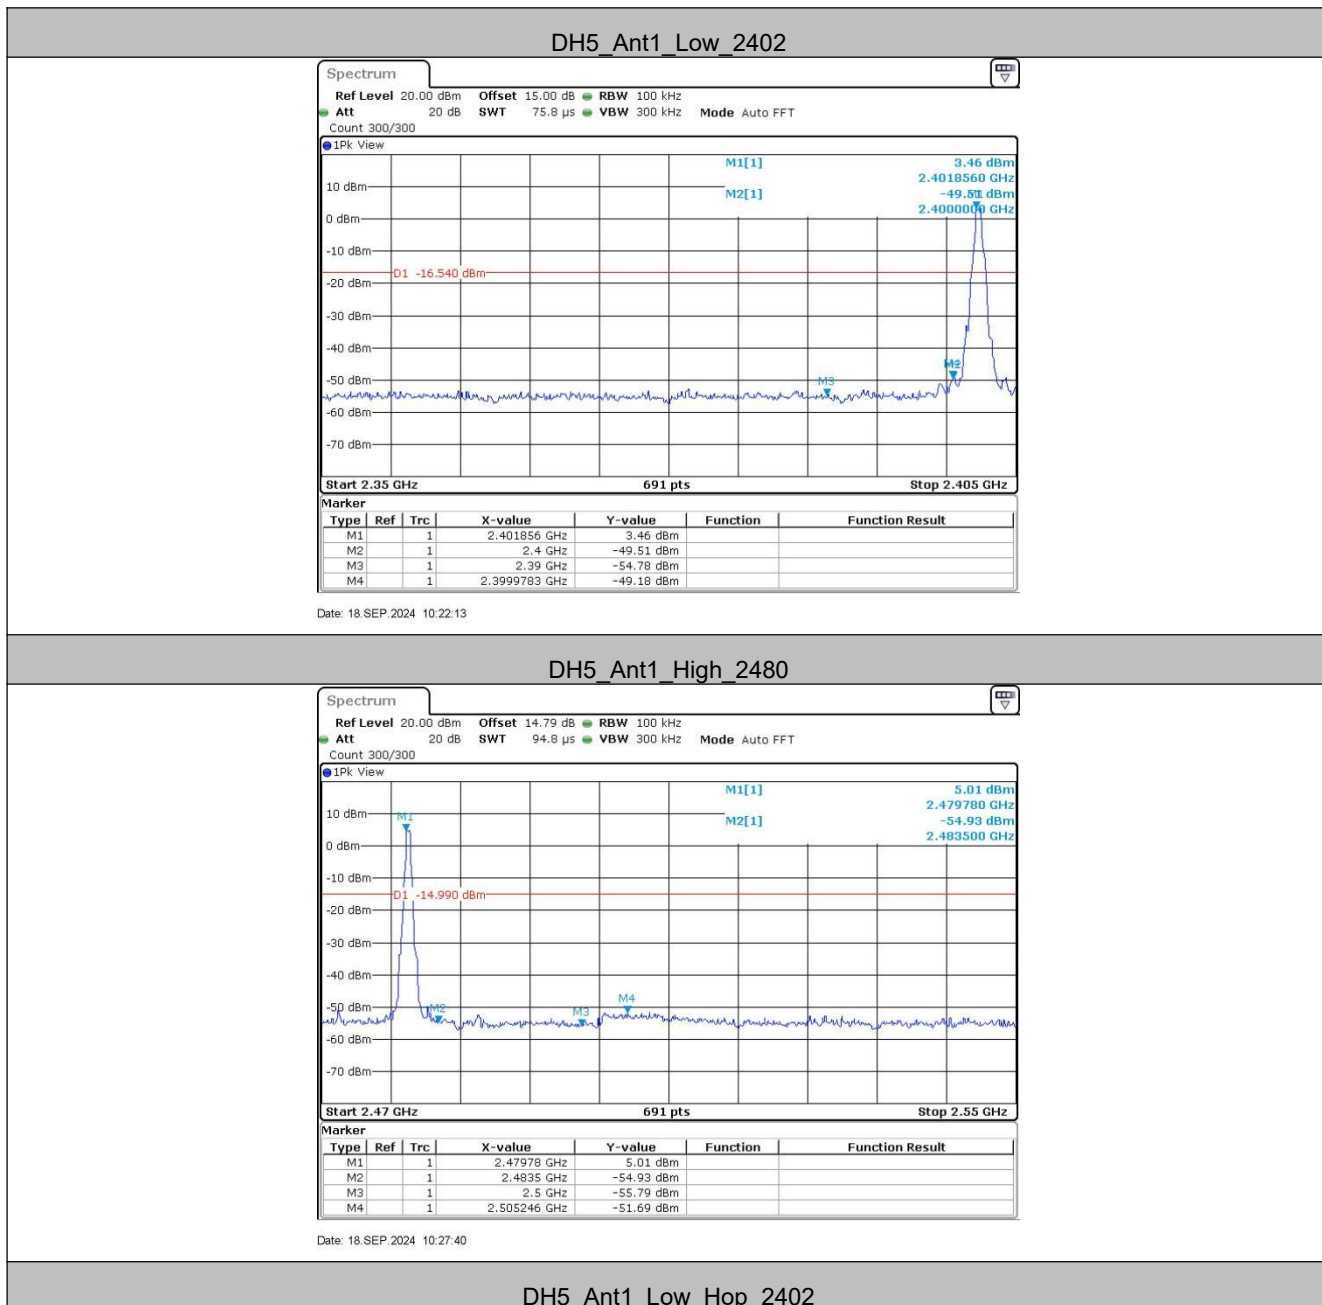 DH5_Ant1_Low_2402
Spectrum
Ref Level 20.00 dBm Offset 15.00 dB RBW 100 kHz
Att 20 dB SWT 75.8 µs VBW 300 kHz Mode Auto FFT
Count 300/300
1Pk View
M1[1] 3.46 dBm
2.4018560 GHz
M2[1] -49.51 dBm
2.4000000 GHz
M1
10 dBm
0 dBm
-10 dBm
D1 -16.540 dBm
-20 dBm
-30 dBm
-40 dBm
M3
-50 dBm
-60 dBm
-70 dBm
Start 2.35 GHz 691 pts Stop 2.405 GHz
Marker
Type Ref Trc X-value Y-value Function Function Result
M1 1 2.401856 GHz 3.46 dBm
M2 1 2.4 GHz -49.51 dBm
M3 1 2.39 GHz -54.78 dBm
M4 1 2.3999783 GHz -49.18 dBm
Date: 18.SEP.2024 10:22:13
DH5_Ant1_High_2480
Spectrum
Ref Level 20.00 dBm Offset 14.79 dB RBW 100 kHz
Att 20 dB SWT 94.8 µs VBW 300 kHz Mode Auto FFT
Count 300/300
1Pk View
M1[1] 5.01 dBm
2.479780 GHz
M2[1] -54.93 dBm
2.483500 GHz
10 dBm
M1
0 dBm
-10 dBm
D1 -14.990 dBm
-20 dBm
-30 dBm
-40 dBm
-50 dBm
M2 M3 M4
-60 dBm
-70 dBm
Start 2.47 GHz 691 pts Stop 2.55 GHz
Marker
Type Ref Trc X-value Y-value Function Function Result
M1 1 2.47978 GHz 5.01 dBm
M2 1 2.4835 GHz -54.93 dBm
M3 1 2.5 GHz -55.79 dBm
M4 1 2.505246 GHz -51.69 dBm
Date: 18.SEP.2024 10:27:40
DH5_Ant1_Low_Hop_2402